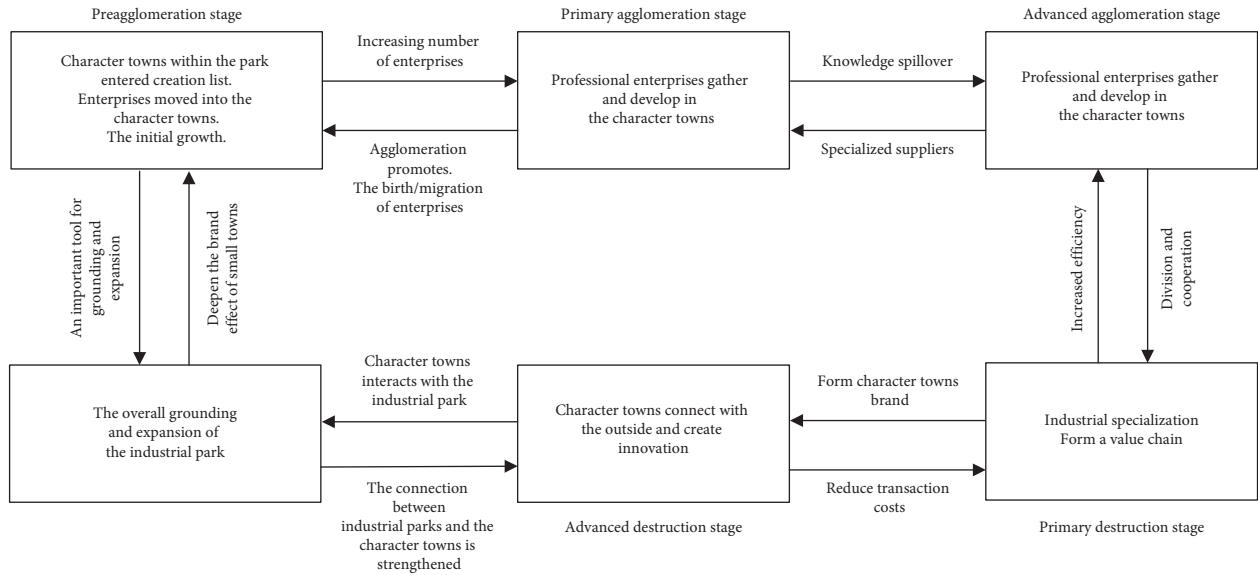 Preagglomeration stage
Primary agglomeration stage
Advanced agglomeration stage
Character towns within the park
entered creation list.
Enterprises moved into the
character towns.
The initial growth.
Increasing number
of enterprises
Agglomeration
promotes.
The birth/migration
of enterprises
Professional enterprises gather
and develop in
the character towns
Knowledge spillover
Specialized suppliers
Professional enterprises gather
and develop in
the character towns
An important tool for
grounding and
expansion
Deepen the brand
effect of small towns
Increased efficiency
Division and
cooperation
The overall grounding
and expansion of
the industrial park
Character towns
interacts with the
industrial park
The connection
between
industrial parks and the
character towns is
strengthened
Character towns connect with
the outside and create
innovation
Form character towns
brand
Reduce transaction
costs
Industrial specialization
Form a value chain
Advanced destruction stage
Primary destruction stage